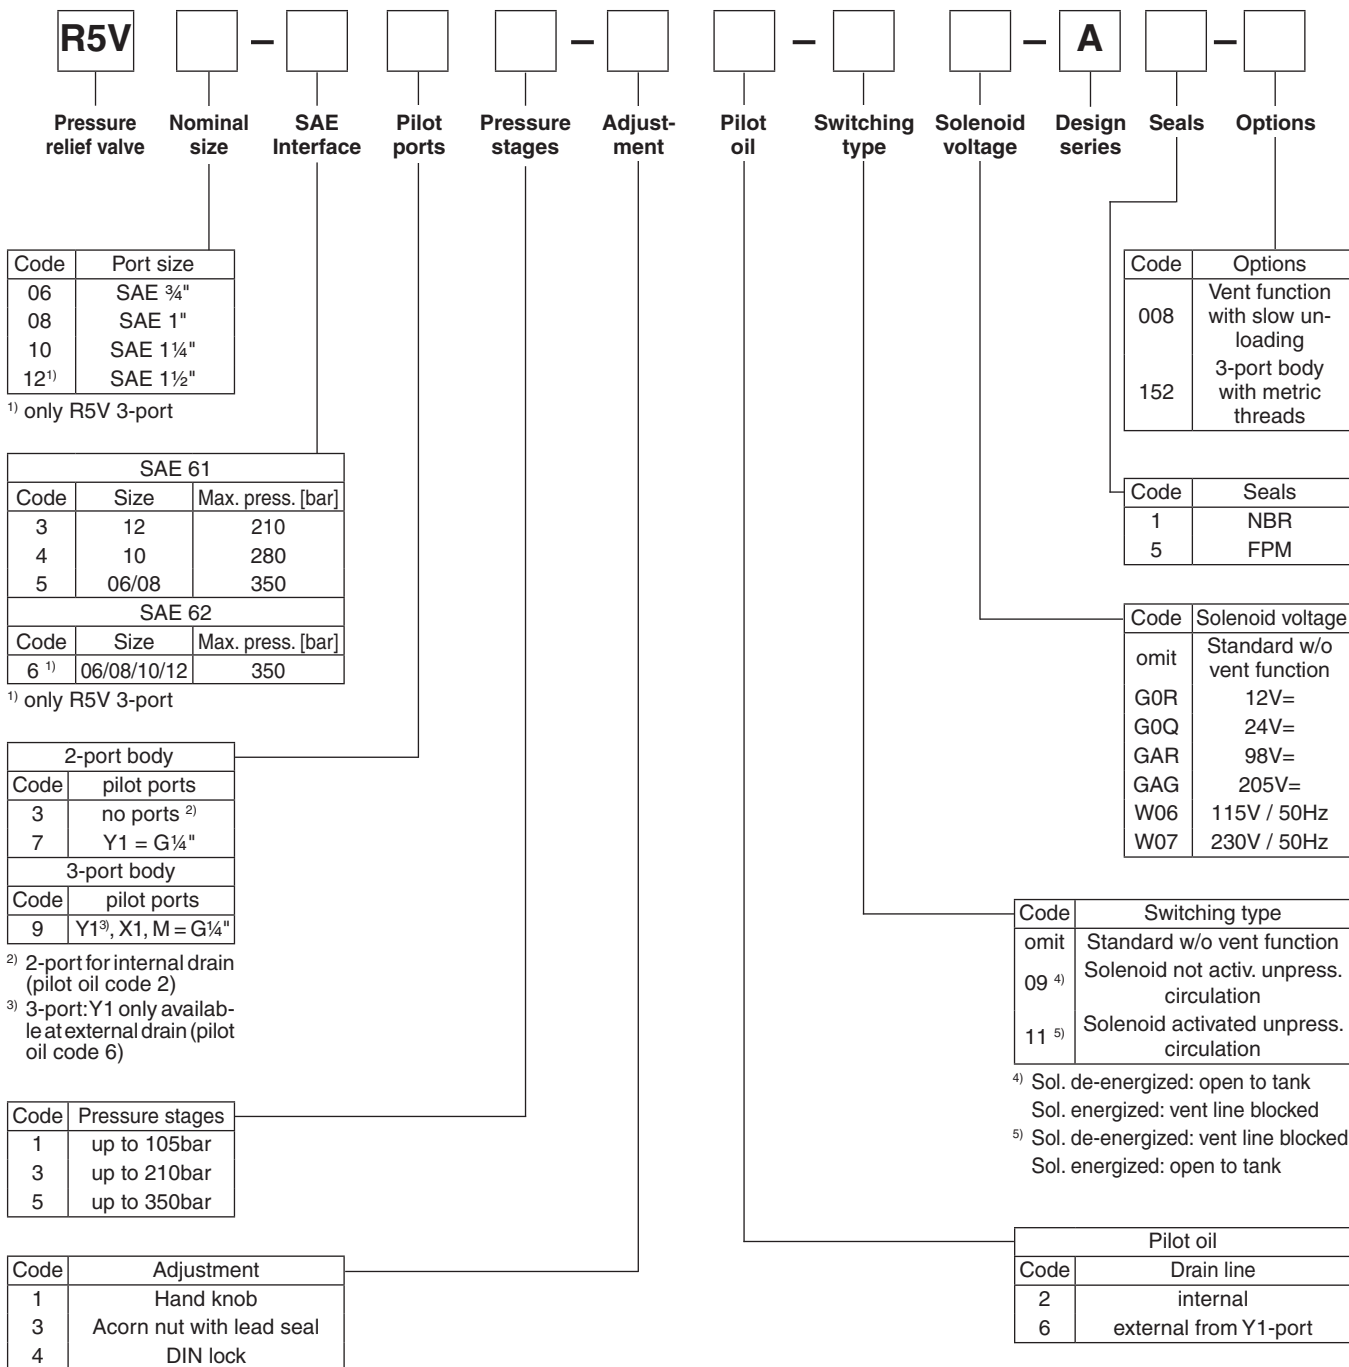 R5V – – – – A –
Pressure relief valve
Nominal size
SAE Interface
Pilot ports
Pressure stages
Adjust-
ment
Pilot oil
Switching type
Solenoid voltage
Design series
Seals
Options
Code Port size
06 SAE ¾"
08 SAE 1"
10 SAE 1¼"
12 1) SAE 1½"
1) only R5V 3-port
SAE 61
Code Size Max. press. [bar]
3 12 210
4 10 280
5 06/08 350
SAE 62
Code Size Max. press. [bar]
6 1) 06/08/10/12 350
1) only R5V 3-port
2-port body
Code pilot ports
3 no ports 2)
7 Y1 = G¼"
3-port body
Code pilot ports
9 Y1 3), X1, M = G¼"
2) 2-port for internal drain
(pilot oil code 2)
3) 3-port: Y1 only availab-
le at external drain (pilot
oil code 6)
Code Pressure stages
1 up to 105bar
3 up to 210bar
5 up to 350bar
Code Adjustment
1 Hand knob
3 Acorn nut with lead seal
4 DIN lock
Code Options
008 Vent function
with slow un-
loading
152 3-port body
with metric
threads
Code Seals
1 NBR
5 FPM
Code Solenoid voltage
omit Standard w/o
vent function
G0R 12V=
G0Q 24V=
GAR 98V=
GAG 205V=
W06 115V / 50Hz
W07 230V / 50Hz
Code Switching type
omit Standard w/o vent function
09 4) Solenoid not activ. unpress.
circulation
11 5) Solenoid activated unpress.
circulation
4) Sol. de-energized: open to tank
Sol. energized: vent line blocked
5) Sol. de-energized: vent line blocked
Sol. energized: open to tank
Pilot oil
Code Drain line
2 internal
6 external from Y1-port